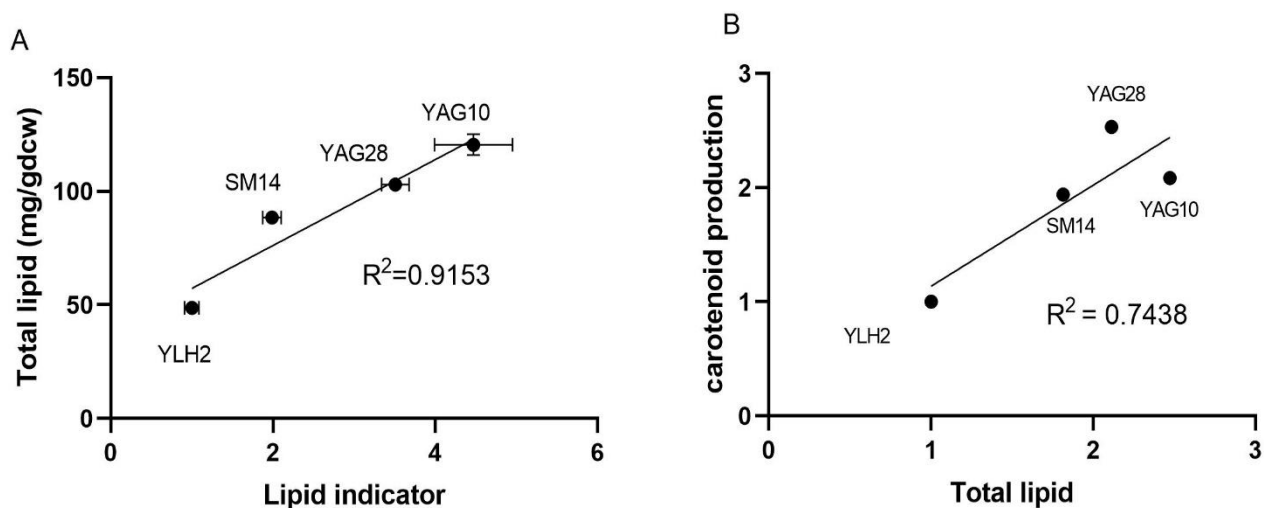 A
Total lipid (mg/gdcw)
150
100
50
0
YAG10
YAG28
SM14
YLH2
R²=0.9153
0 2 4 6
Lipid indicator
B
carotenoid production
3
2
1
0
YAG28
SM14
YAG10
YLH2
R² = 0.7438
0 1 2 3
Total lipid